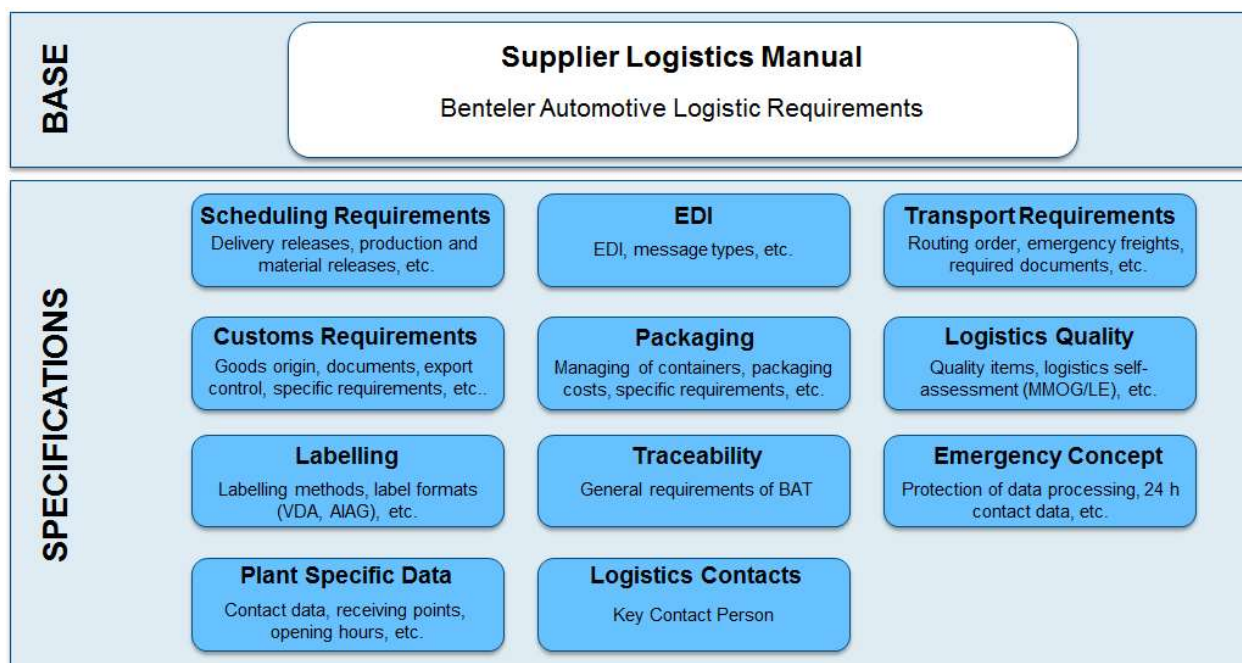 BASE
Supplier Logistics Manual
Benteler Automotive Logistic Requirements
SPECIFICATIONS
Scheduling Requirements
Delivery releases, production and
material releases, etc.
EDI
EDI, message types, etc.
Transport Requirements
Routing order, emergency freights,
required documents, etc.
Customs Requirements
Goods origin, documents, export
control, specific requirements, etc..
Packaging
Managing of containers, packaging
costs, specific requirements, etc.
Logistics Quality
Quality items, logistics self-
assessment (MMOG/LE), etc.
Labelling
Labelling methods, label formats
(VDA, AIAG), etc.
Traceability
General requirements of BAT
Emergency Concept
Protection of data processing, 24 h
contact data, etc.
Plant Specific Data
Contact data, receiving points,
opening hours, etc.
Logistics Contacts
Key Contact Person